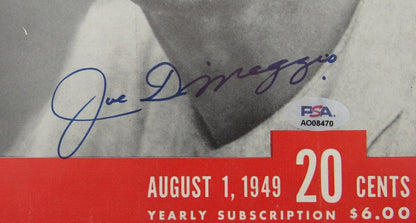 Joe DiMaggio
PSA
AO08470
AUGUST 1, 1949 20 CENTS
YEARLY SUBSCRIPTION $6.00